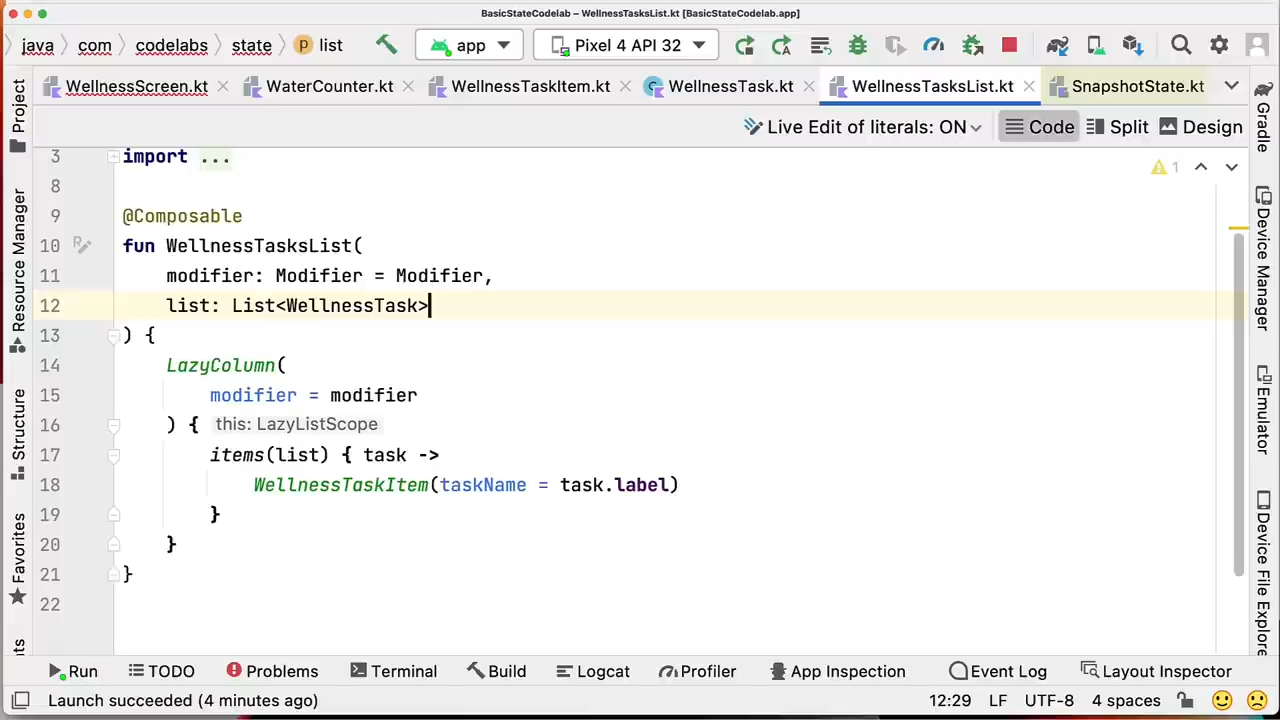 BasicStateCodelab – WellnessTasksList.kt [BasicStateCodelab.app]
java com codelabs state list app Pixel 4 API 32
WellnessScreen.kt WaterCounter.kt WellnessTaskItem.kt WellnessTask.kt WellnessTasksList.kt SnapshotState.kt
Live Edit of literals: ON Code Split Design
3 import ...
1
8
9 @Composable
10 fun WellnessTasksList(
11 modifier: Modifier = Modifier,
12 list: List<WellnessTask>
13 ) {
14 LazyColumn(
15 modifier = modifier
16 ) { this: LazyListScope
17 items(list) { task ->
18 WellnessTaskItem(taskName = task.label)
19 }
20 }
21 }
22
Project
Resource Manager
Structure
Favorites
Gradle
Device Manager
Emulator
Device File Explore
Run TODO Problems Terminal Build Logcat Profiler App Inspection Event Log Layout Inspector
Launch succeeded (4 minutes ago) 12:29 LF UTF-8 4 spaces